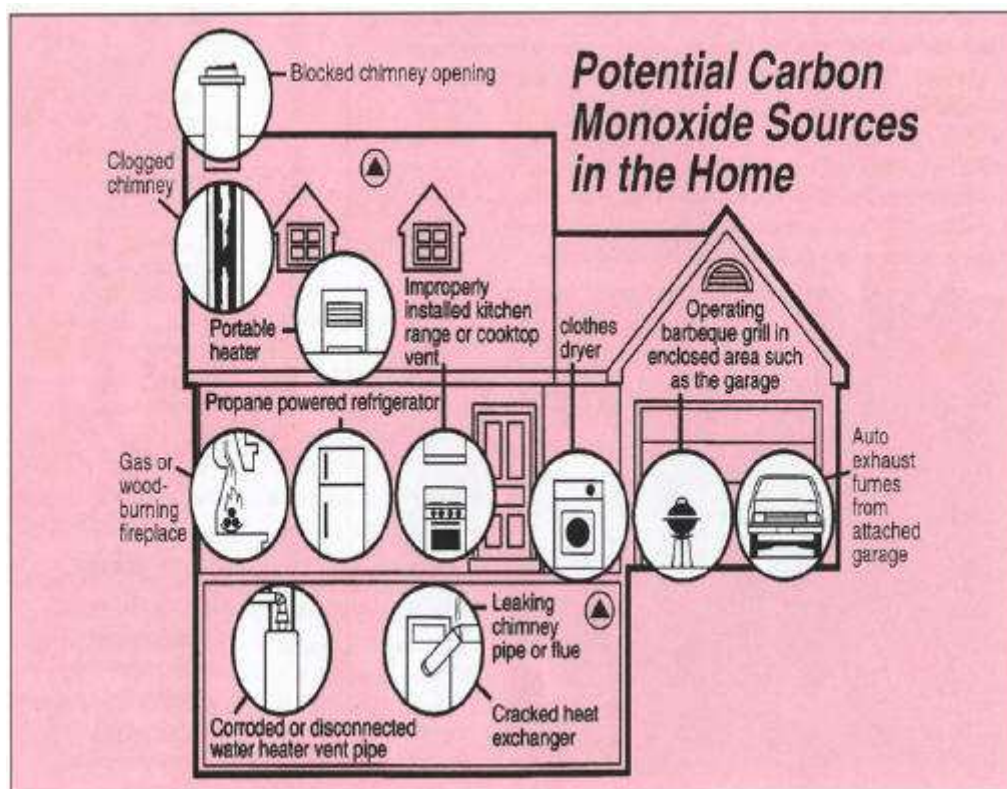 Potential Carbon
Monoxide Sources
in the Home
Blocked chimney opening
Clogged
chimney
Portable
heater
Improperly
installed kitchen
range or cooktop
vent
clothes
dryer
Operating
barbeque grill in
enclosed area such
as the garage
Propane powered refrigerator
Gas or
wood-
burning
fireplace
Auto
exhaust
fumes
from
attached
garage
Leaking
chimney
pipe or flue
Corroded or disconnected
water heater vent pipe
Cracked heat
exchanger